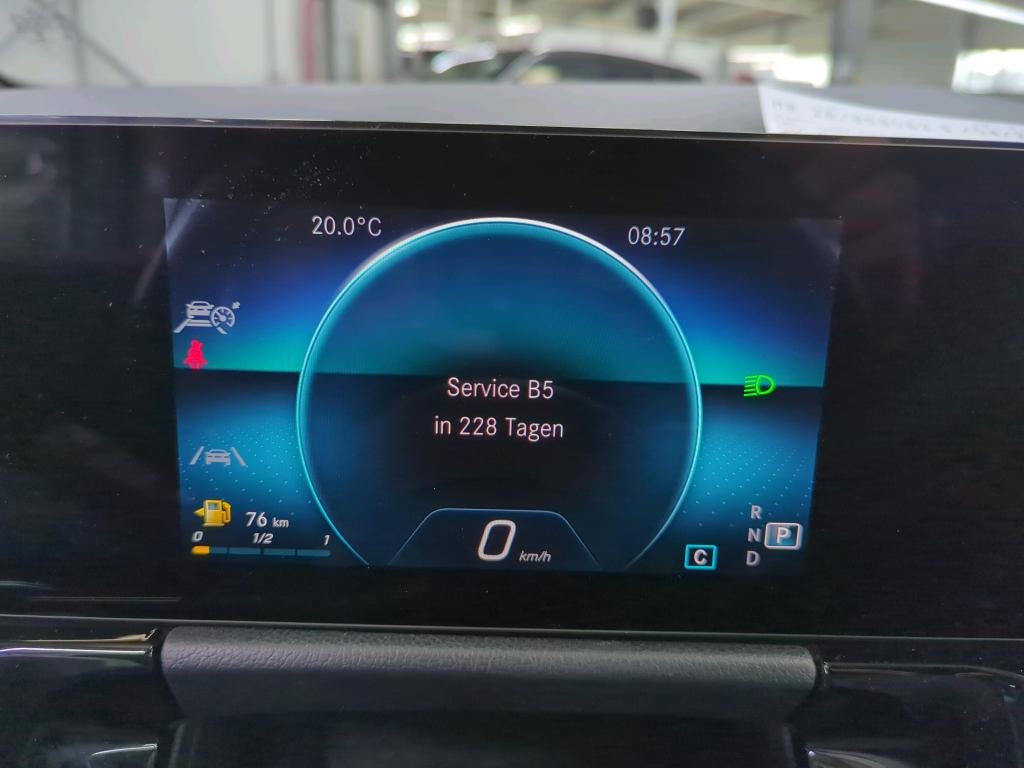 20.0°C
08:57
Service B5
in 228 Tagen
76 km
0 1/2 1
0 km/h
C
R
N P
D